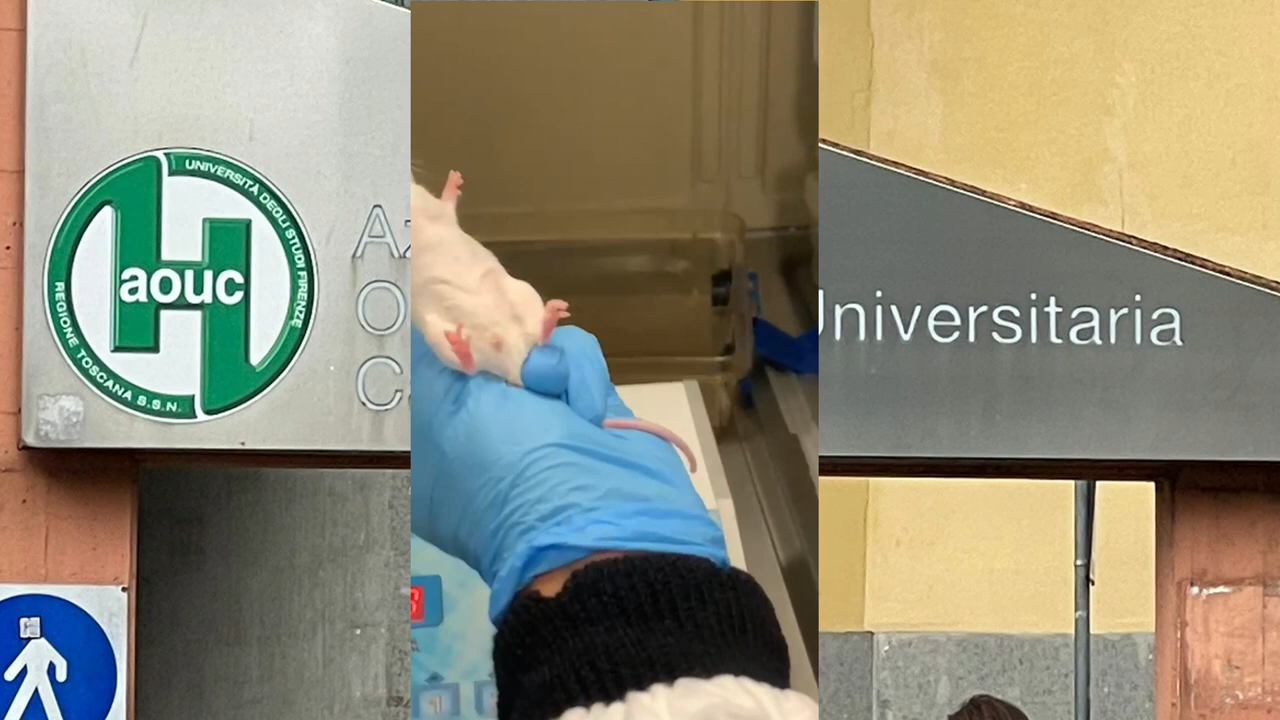 UNIVERSITÀ DEGLI STUDI FIRENZE
aouc
REGIONE TOSCANA S.S.N.
Universitaria